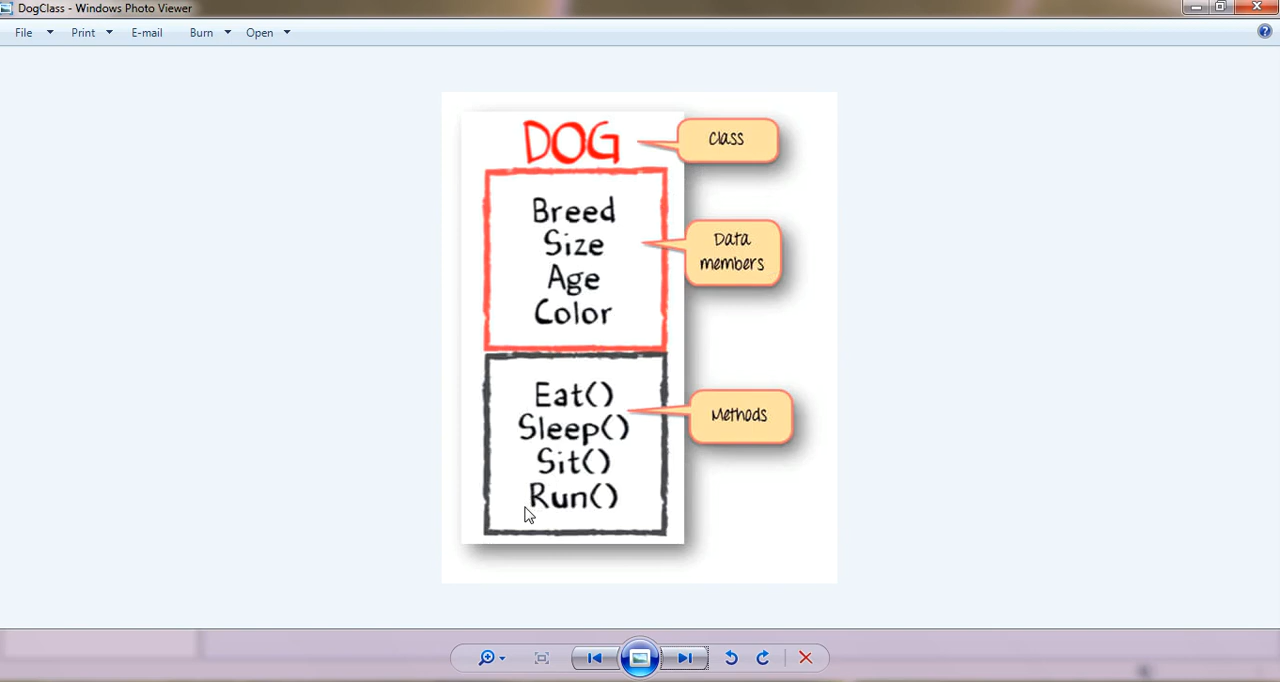 DogClass - Windows Photo Viewer
File Print E-mail Burn Open
DOG
Class
Breed
Size
Age
Color
Data
members
Eat()
Sleep()
Sit()
Run()
Methods